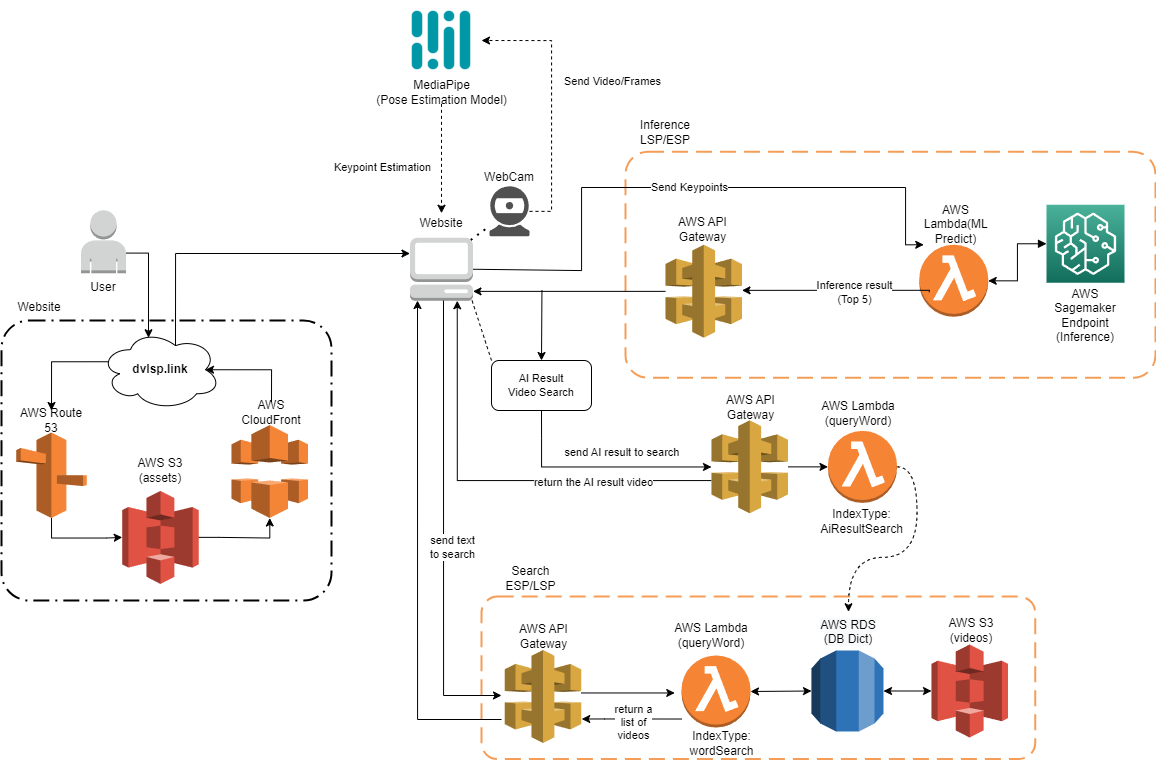 MediaPipe
(Pose Estimation Model)
Send Video/Frames
Keypoint Estimation
WebCam
Website
User
Website
dvlsp.link
AWS Route
53
AWS S3
(assets)
AWS
CloudFront
Inference
LSP/ESP
Send Keypoints
AWS API
Gateway
AWS
Lambda(ML
Predict)
Inference result
(Top 5)
AWS
Sagemaker
Endpoint
(Inference)
AI Result
Video Search
AWS API
Gateway
AWS Lambda
(queryWord)
send AI result to search
return the AI result video
IndexType:
AiResultSearch
send text
to search
Search
ESP/LSP
AWS API
Gateway
AWS Lambda
(queryWord)
return a
list of
videos
IndexType:
wordSearch
AWS RDS
(DB Dict)
AWS S3
(videos)